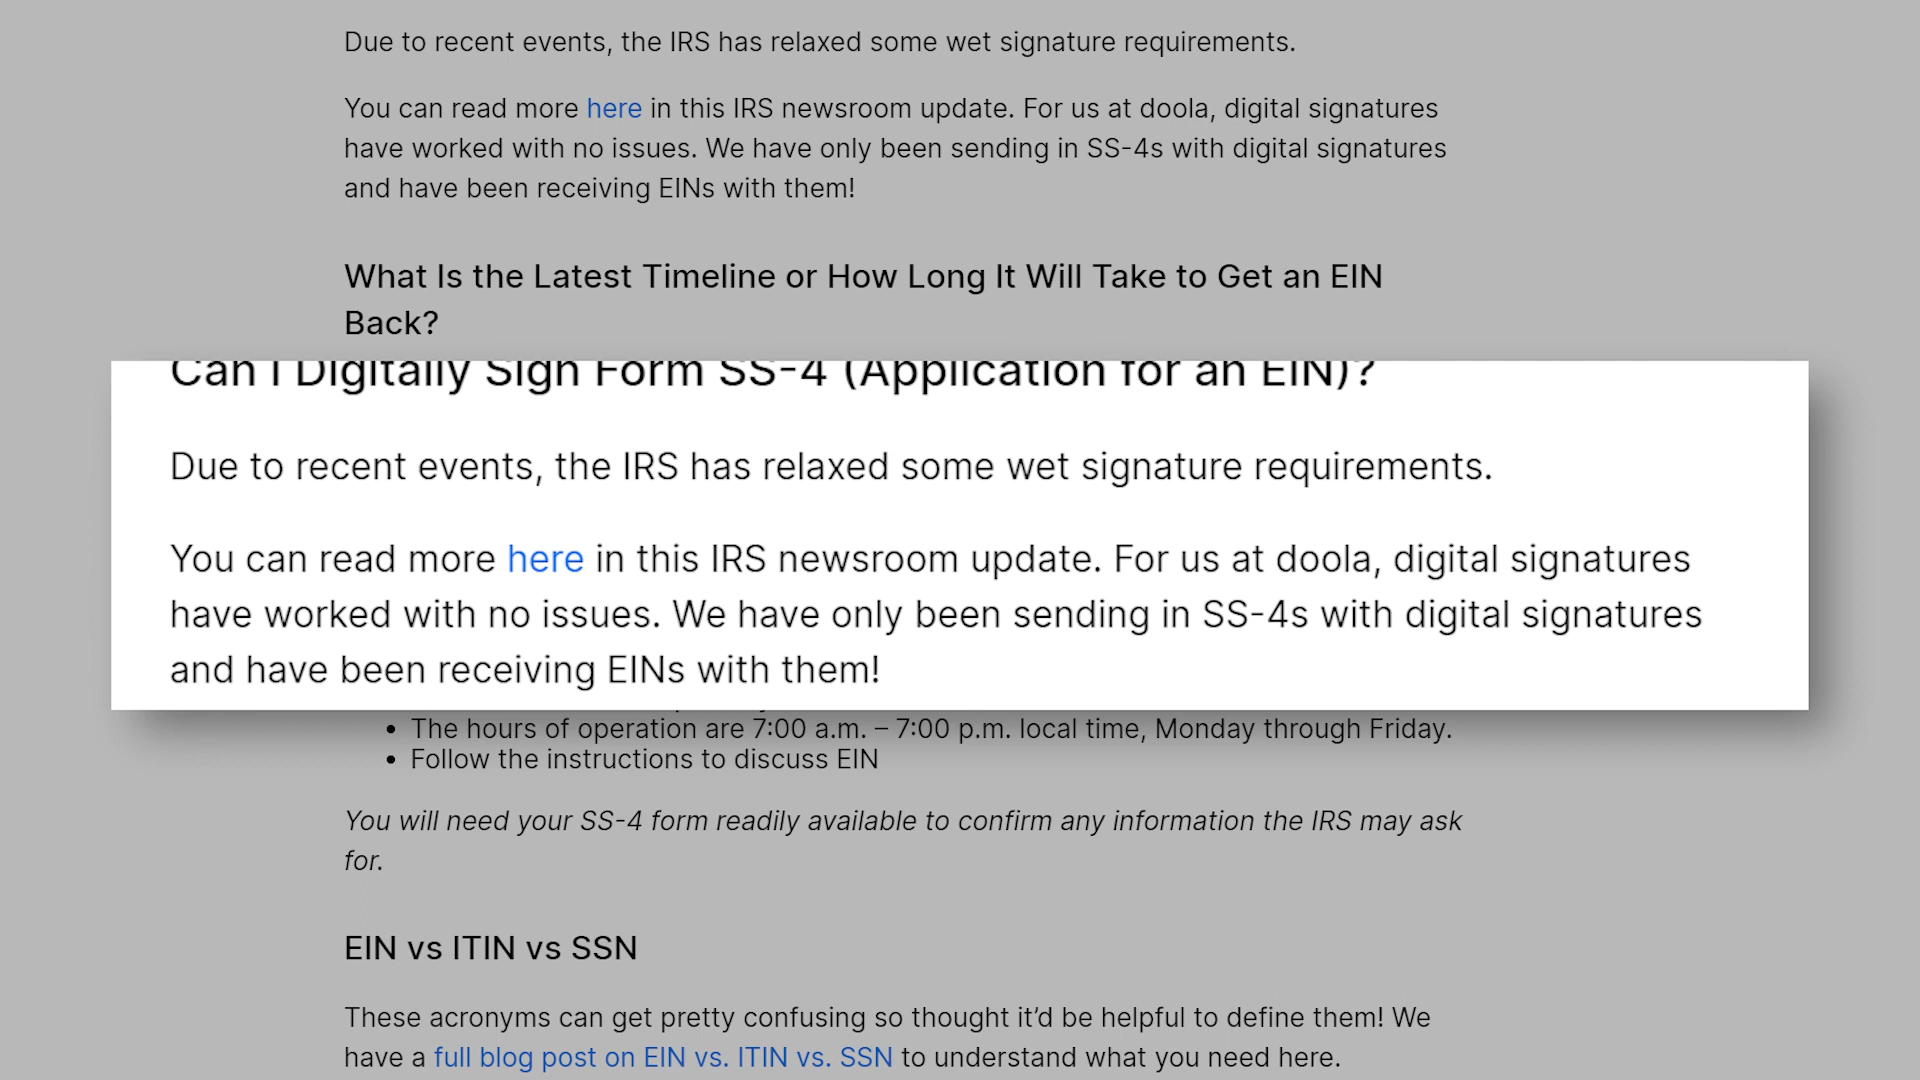 Due to recent events, the IRS has relaxed some wet signature requirements.
You can read more here in this IRS newsroom update. For us at doola, digital signatures
have worked with no issues. We have only been sending in SS-4s with digital signatures
and have been receiving EINs with them!
What Is the Latest Timeline or How Long It Will Take to Get an EIN
Back?
Can I Digitally Sign Form SS-4 (Application for an EIN)?
Due to recent events, the IRS has relaxed some wet signature requirements.
You can read more here in this IRS newsroom update. For us at doola, digital signatures
have worked with no issues. We have only been sending in SS-4s with digital signatures
and have been receiving EINs with them!
• The hours of operation are 7:00 a.m. – 7:00 p.m. local time, Monday through Friday.
• Follow the instructions to discuss EIN
You will need your SS-4 form readily available to confirm any information the IRS may ask
for.
EIN vs ITIN vs SSN
These acronyms can get pretty confusing so thought it’d be helpful to define them! We
have a full blog post on EIN vs. ITIN vs. SSN to understand what you need here.